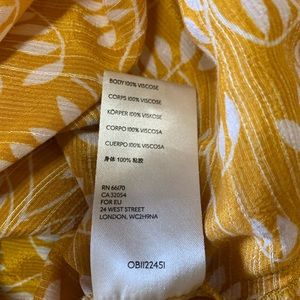 BODY 100% VISCOSE
CORPS 100% VISCOSE
KÖRPER 100% VISKOSE
CORPO 100% VISCOSA
CUERPO 100% VISCOSA
身体 100% 粘胶
RN 66170
CA 32054
FOR EU
24 WEST STREET
LONDON, WC2H9NA
OB1122451